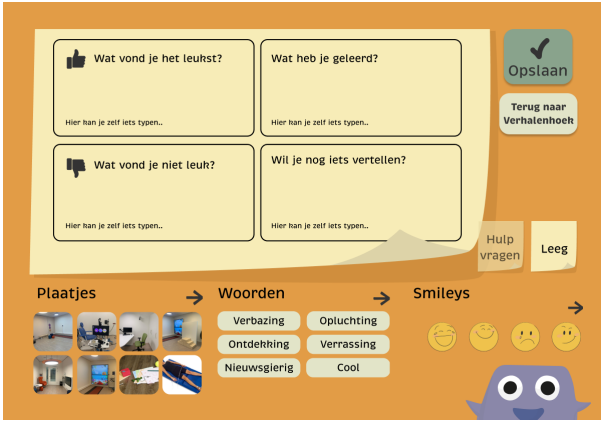 Wat vond je het leukst?
Hier kan je zelf iets typen..
Wat heb je geleerd?
Hier kan je zelf iets typen..
Wat vond je niet leuk?
Hier kan je zelf iets typen..
Wil je nog iets vertellen?
Hier kan je zelf iets typen..
Opslaan
Terug naar
Verhalenhoek
Hulp
vragen
Leeg
Plaatjes
Woorden
Verbazing
Opluchting
Ontdekking
Verrassing
Nieuwsgierig
Cool
Smileys